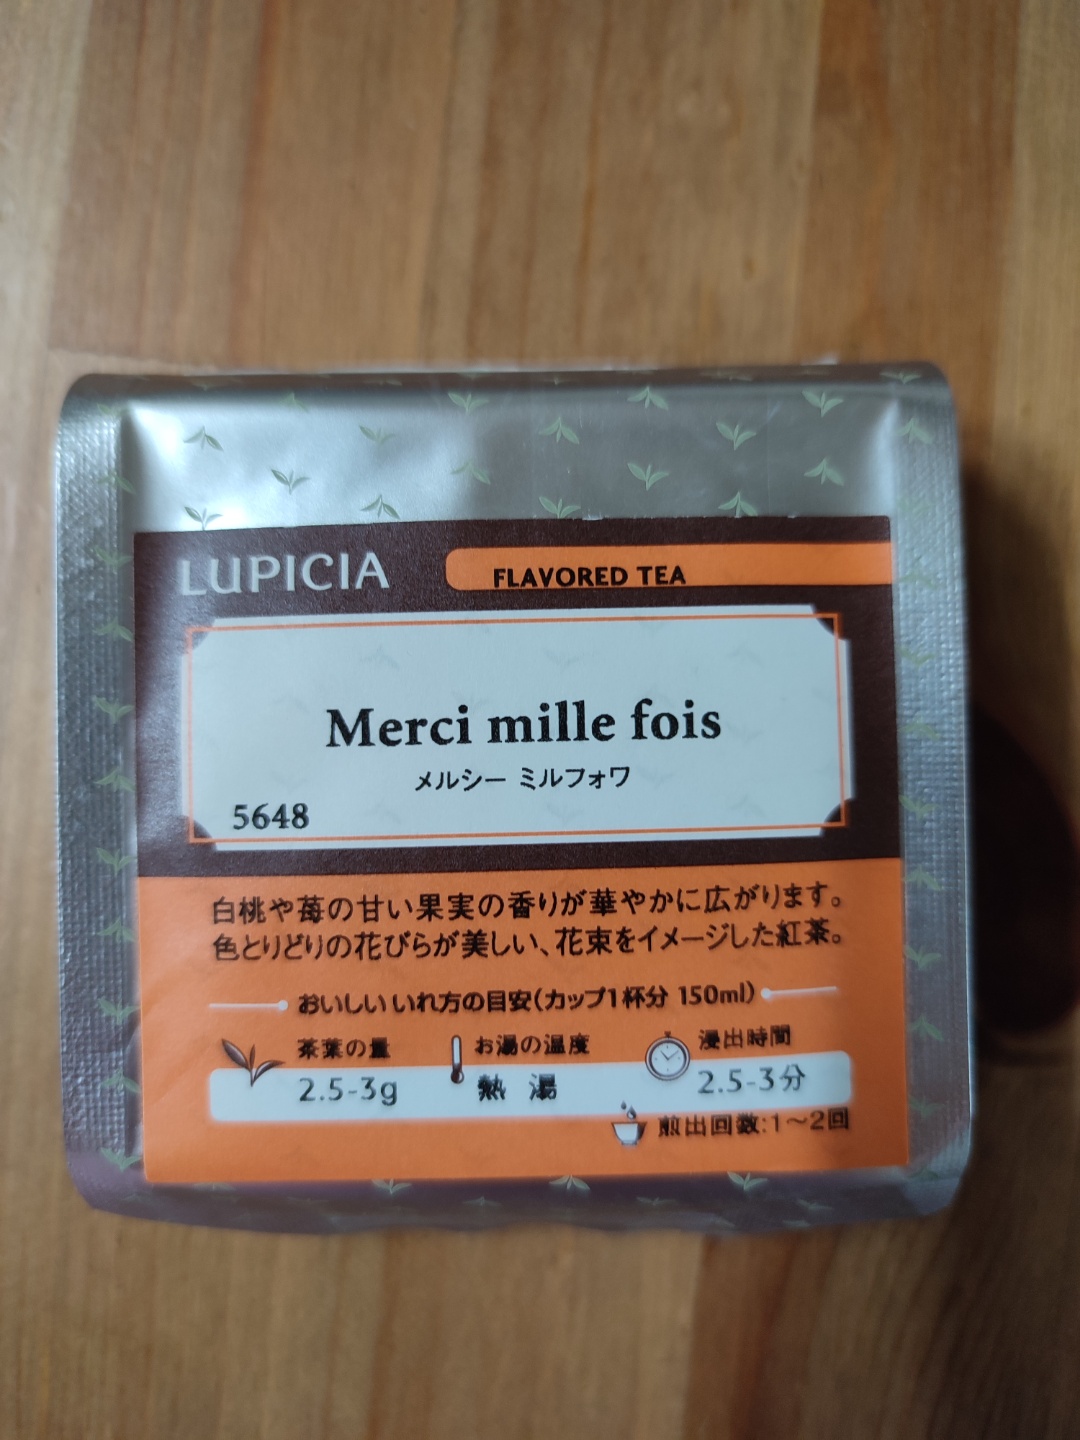 LUPICIA
FLAVORED TEA
Merci mille fois
メルシー ミルフォワ
5648
白桃や苺の甘い果実の香りが華やかに広がります。
色とりどりの花びらが美しい、花束をイメージした紅茶。
おいしいいれ方の目安(カップ1杯分 150ml)
茶葉の量
2.5-3g
お湯の温度
熱 湯
浸出時間
2.5-3分
煎出回数:1〜2回